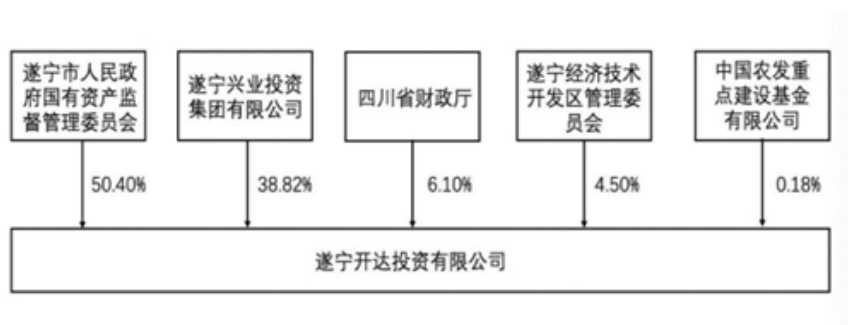 遂宁市人民政
府国有资产监
督管理委员会
遂宁兴业投资
集团有限公司
四川省财政厅
遂宁经济技术
开发区管理委
员会
中国农发重
点建设基金
有限公司
50.40%
38.82%
6.10%
4.50%
0.18%
遂宁开达投资有限公司